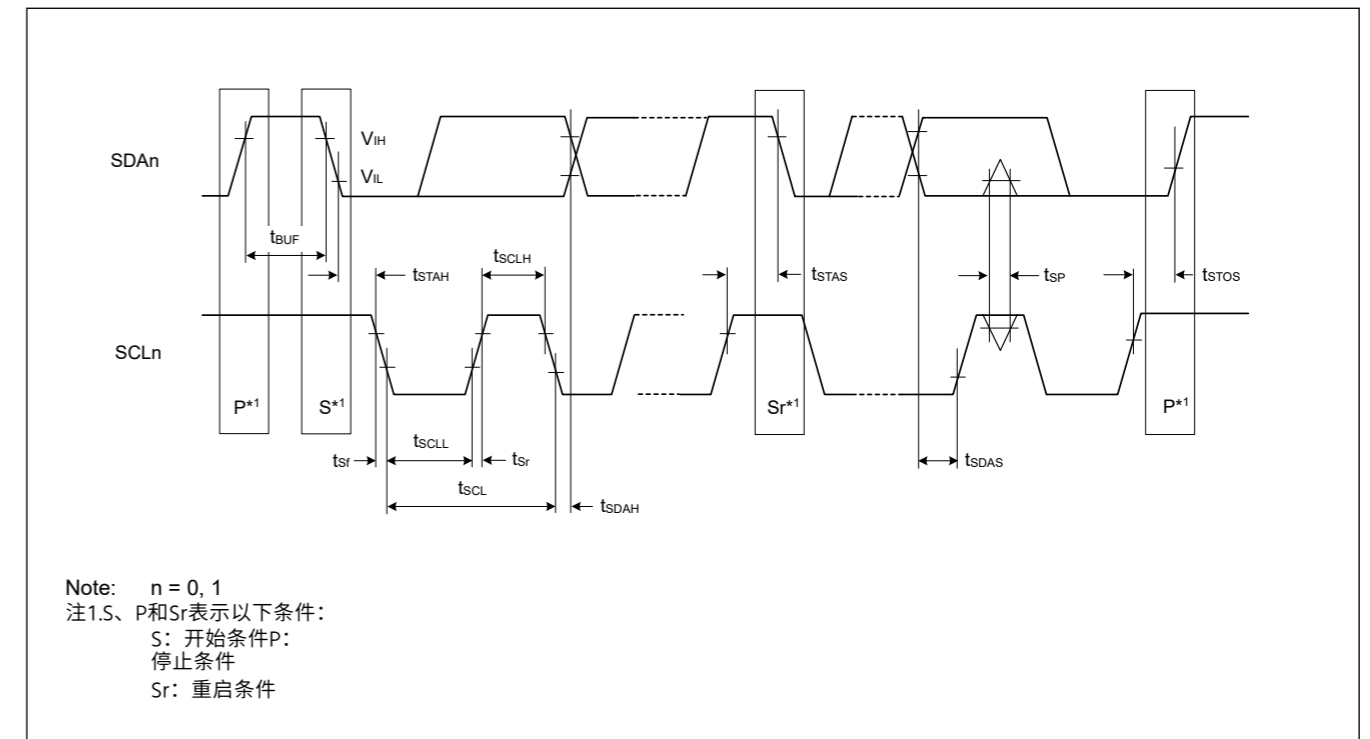 SDAn
VIH
VIL
tBUF
tSTAH
tSCLH
tSTAS
tSP
tSTOS
SCLn
P*1
S*1
Sr*1
P*1
tSf
tSCLL
tSr
tSCL
tSDAH
tSDAS
Note: n = 0, 1
注1.S、P和Sr表示以下条件：
S：开始条件P：
停止条件
Sr：重启条件